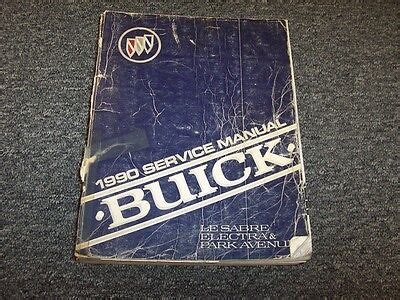 1990 SERVICE MANUAL
·BUICK·
LE SABRE
ELECTRA &
PARK AVENU